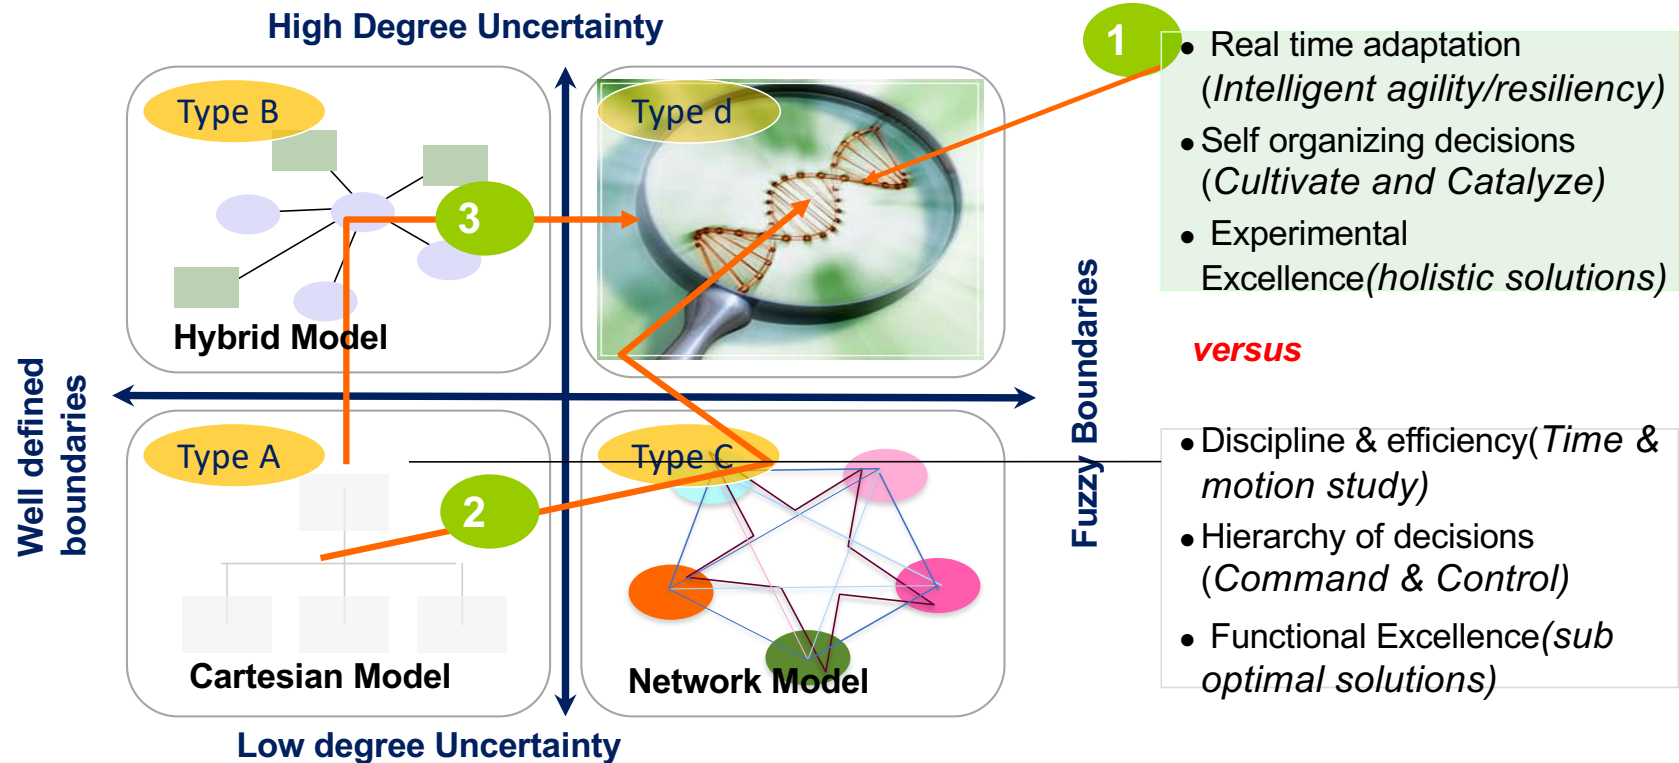 High Degree Uncertainty
1
Type B
Type d
3
Hybrid Model
Well defined
boundaries
Fuzzy Boundaries
Type A
Type C
2
Cartesian Model
Network Model
Low degree Uncertainty
● Real time adaptation
(Intelligent agility/resiliency)
● Self organizing decisions
(Cultivate and Catalyze)
● Experimental
Excellence(holistic solutions)
versus
● Discipline & efficiency(Time &
motion study)
● Hierarchy of decisions
(Command & Control)
● Functional Excellence(sub
optimal solutions)